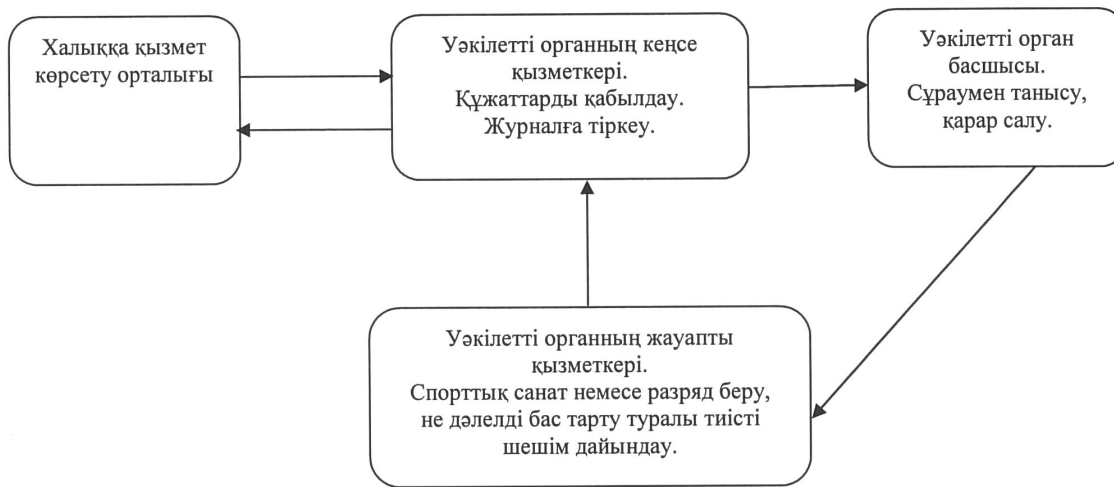 Халыққа қызмет
көрсету орталығы
Уәкілетті органның кеңсе
қызметкері.
Құжаттарды қабылдау.
Журналға тіркеу.
Уәкілетті орган
басшысы.
Сұраумен танысу,
қарар салу.
Уәкілетті органның жауапты
қызметкері.
Спорттық санат немесе разряд беру,
не дәлелді бас тарту туралы тиісті
шешім дайындау.